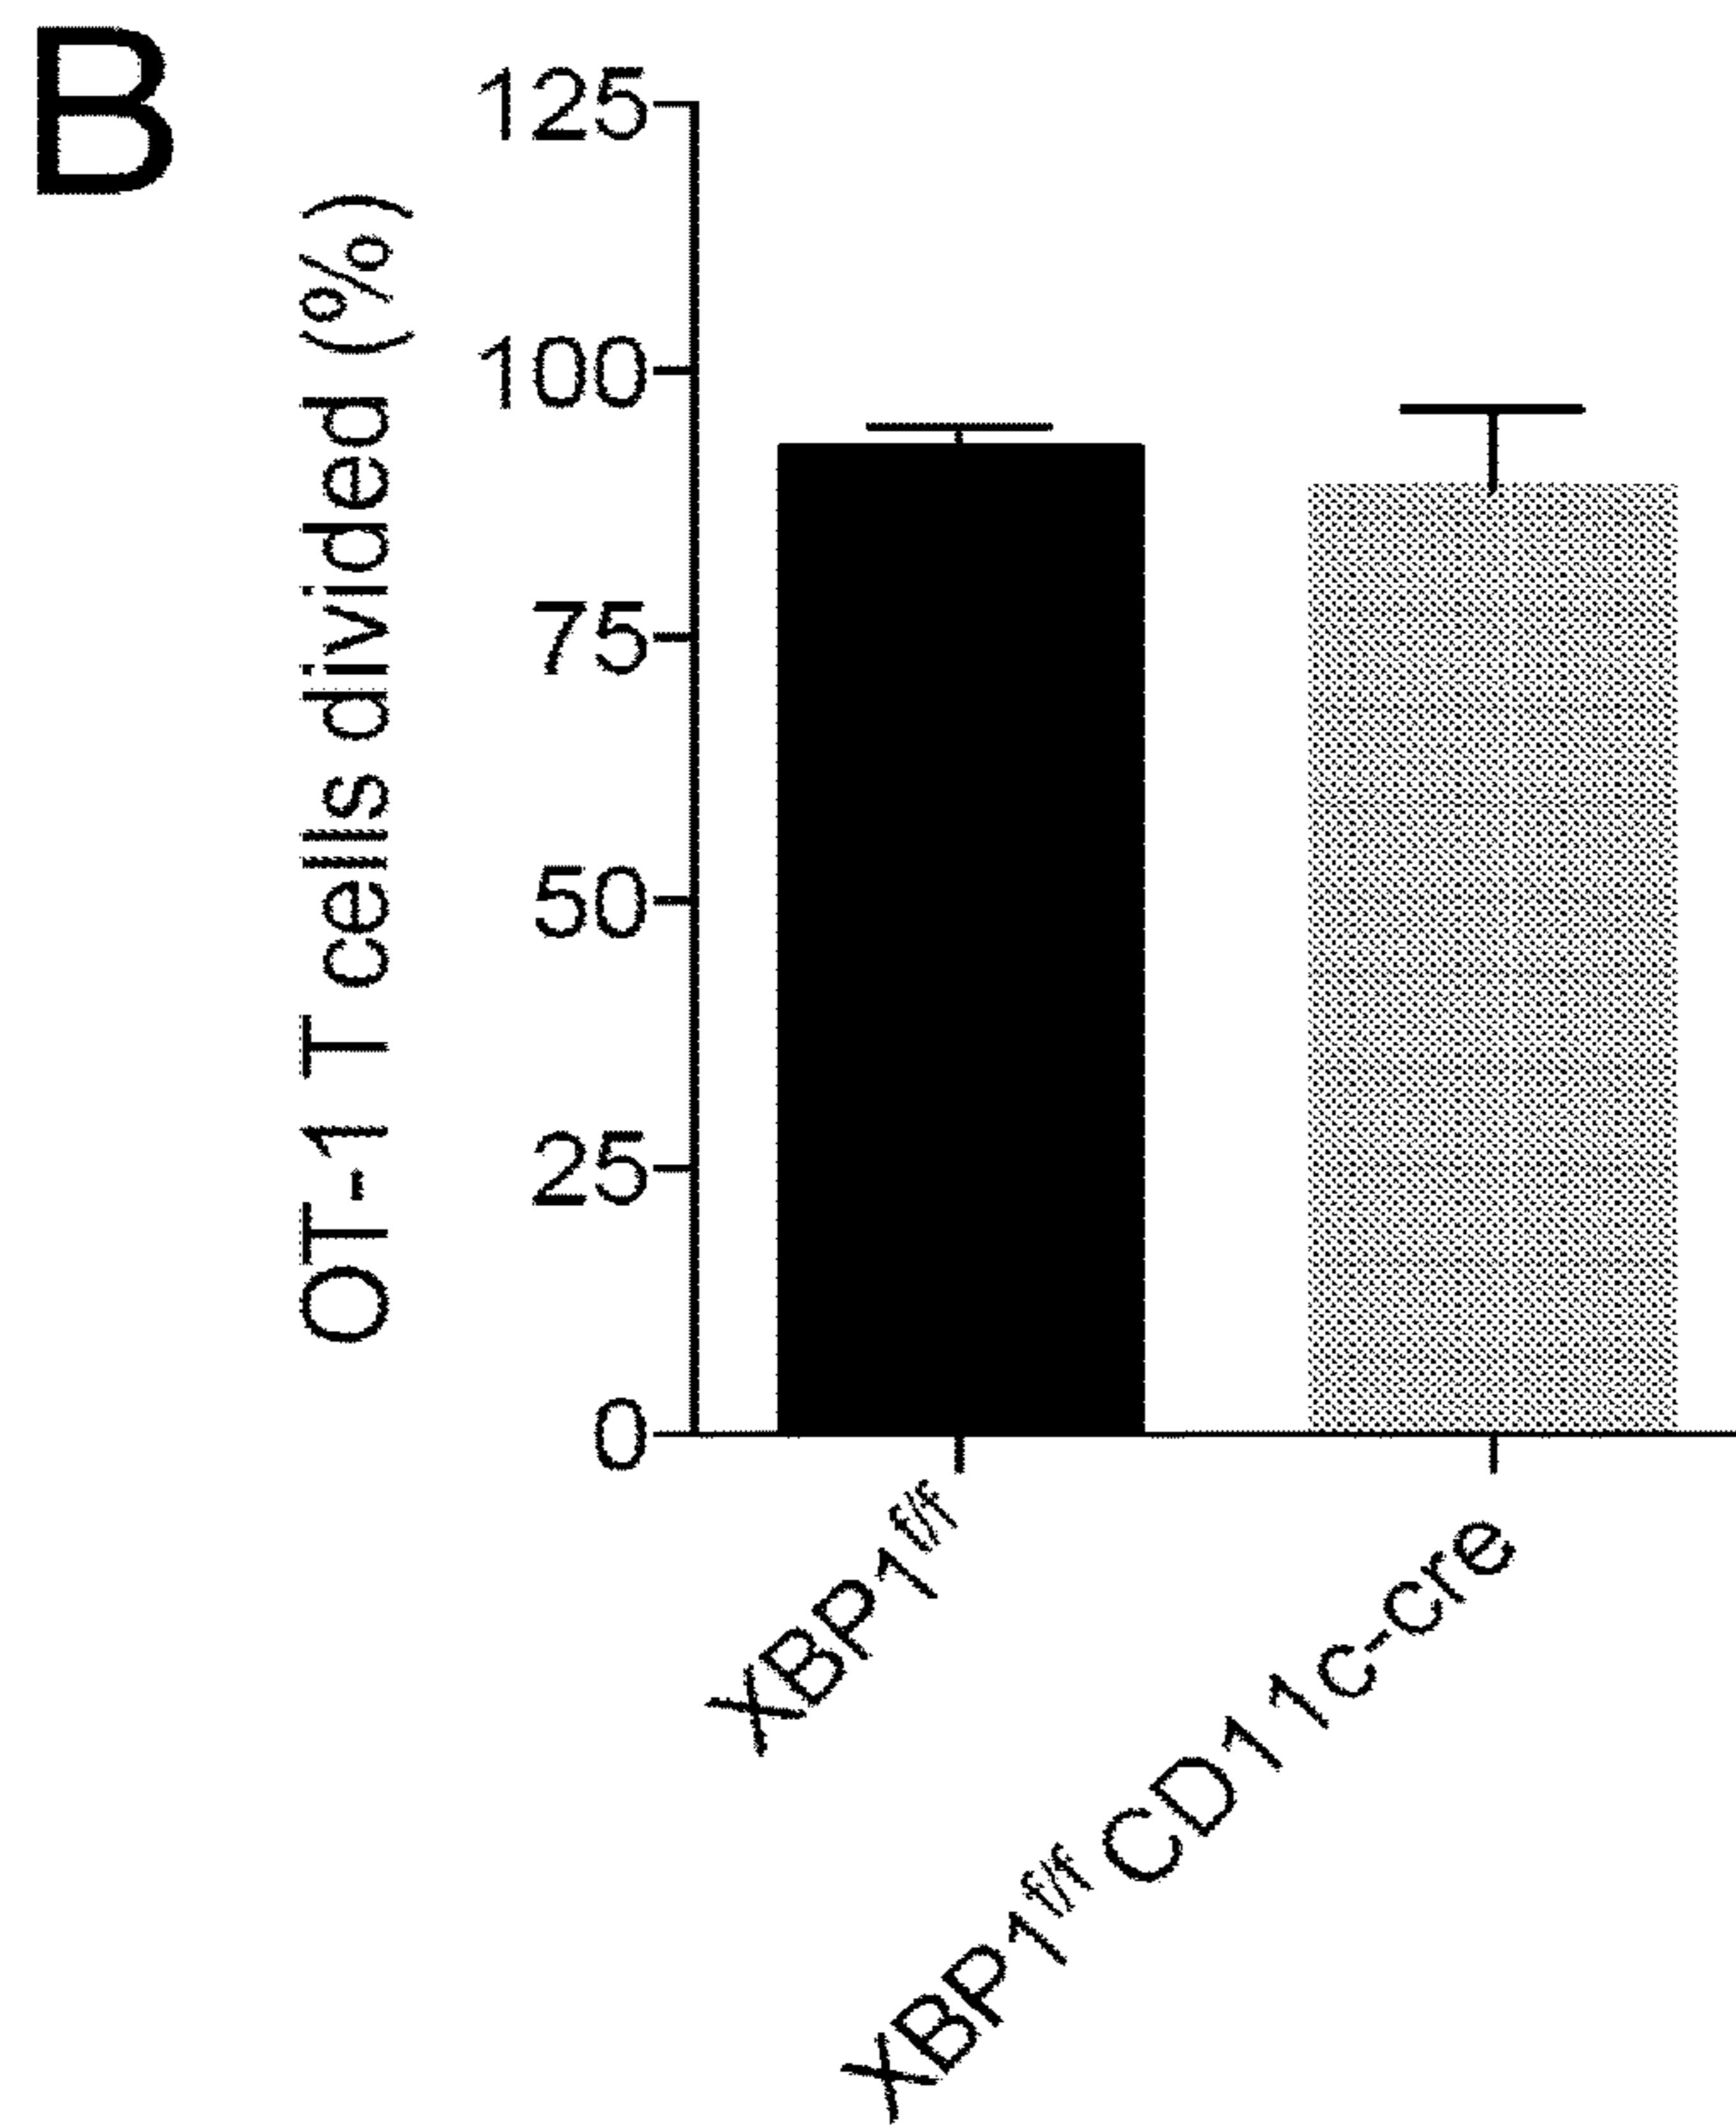 B
OT-1 T cells divided (%)
125
100
75
50
25
0
XBP1f/f
XBP1f/f CD11c-cre